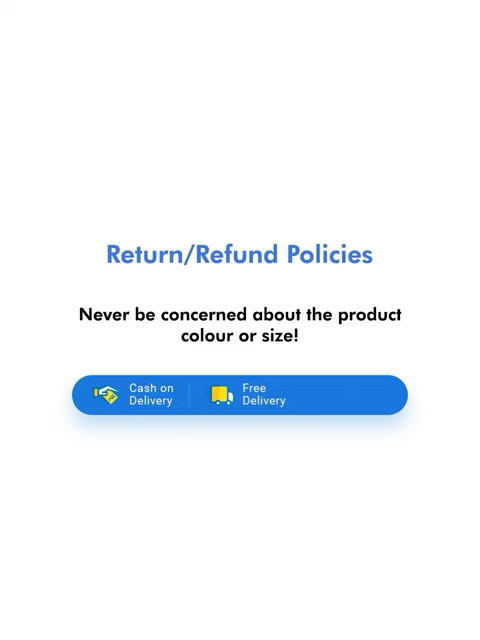 Return/Refund Policies
Never be concerned about the product
colour or size!
Cash on
Delivery
Free
Delivery